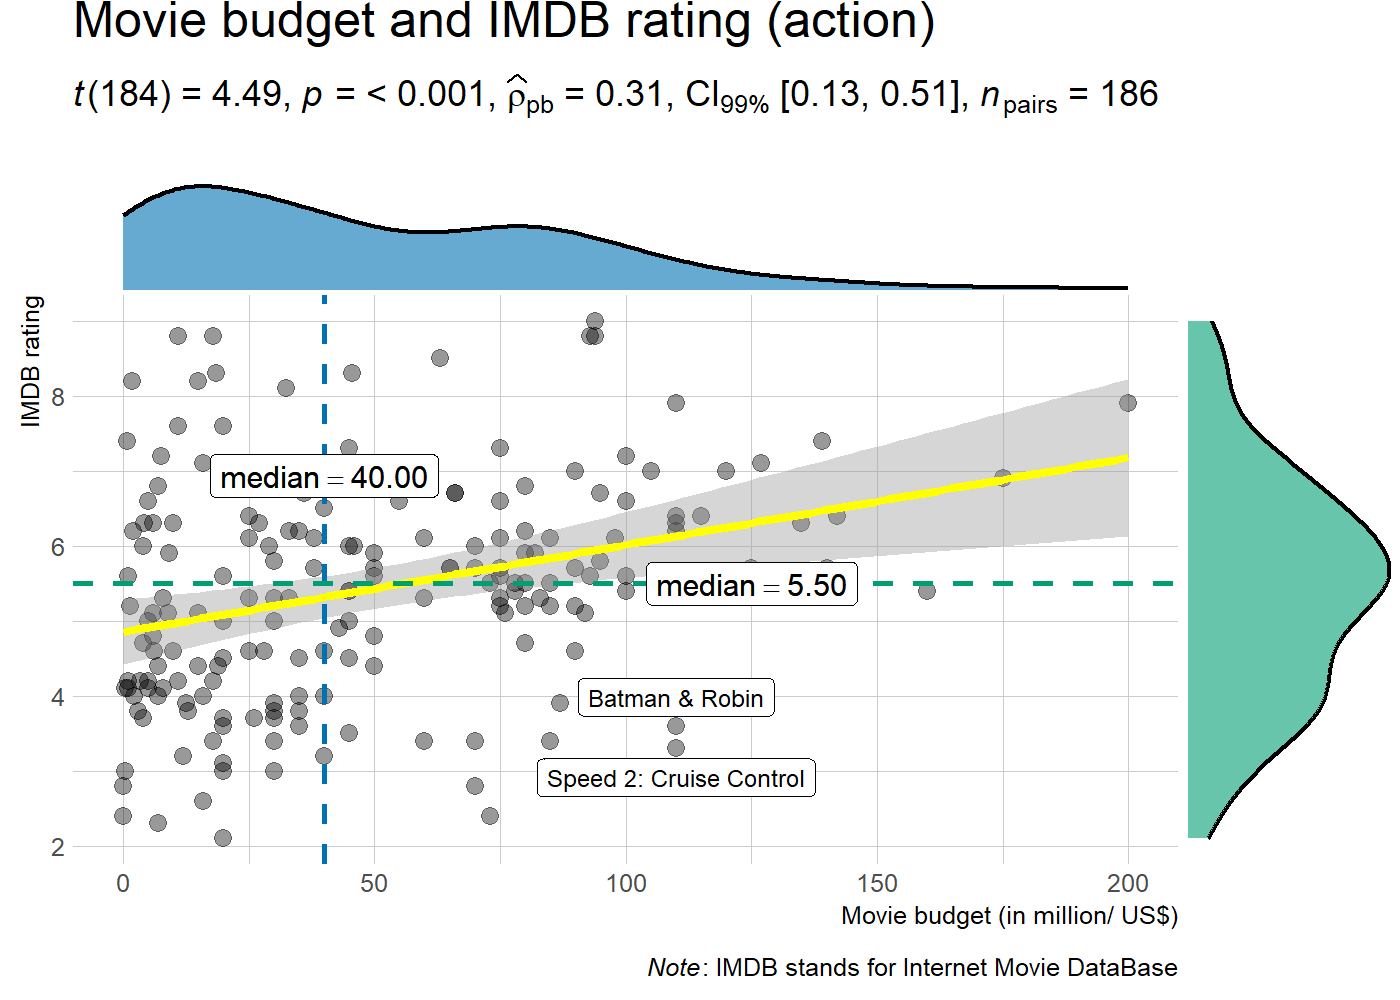 Movie budget and IMDB rating (action)
t(184) = 4.49, p = < 0.001, ρ̂pb = 0.31, CI99% [0.13, 0.51], npairs = 186
IMDB rating
8
6
4
2
median = 40.00
median = 5.50
Batman & Robin
Speed 2: Cruise Control
0 50 100 150 200
Movie budget (in million/ US$)
Note: IMDB stands for Internet Movie DataBase